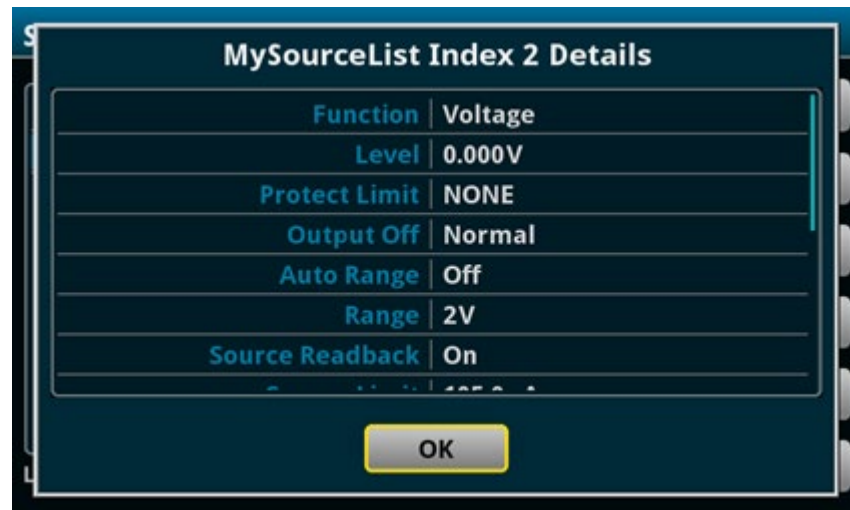 MySourceList Index 2 Details
Function Voltage
Level 0.000V
Protect Limit NONE
Output Off Normal
Auto Range Off
Range 2V
Source Readback On
OK